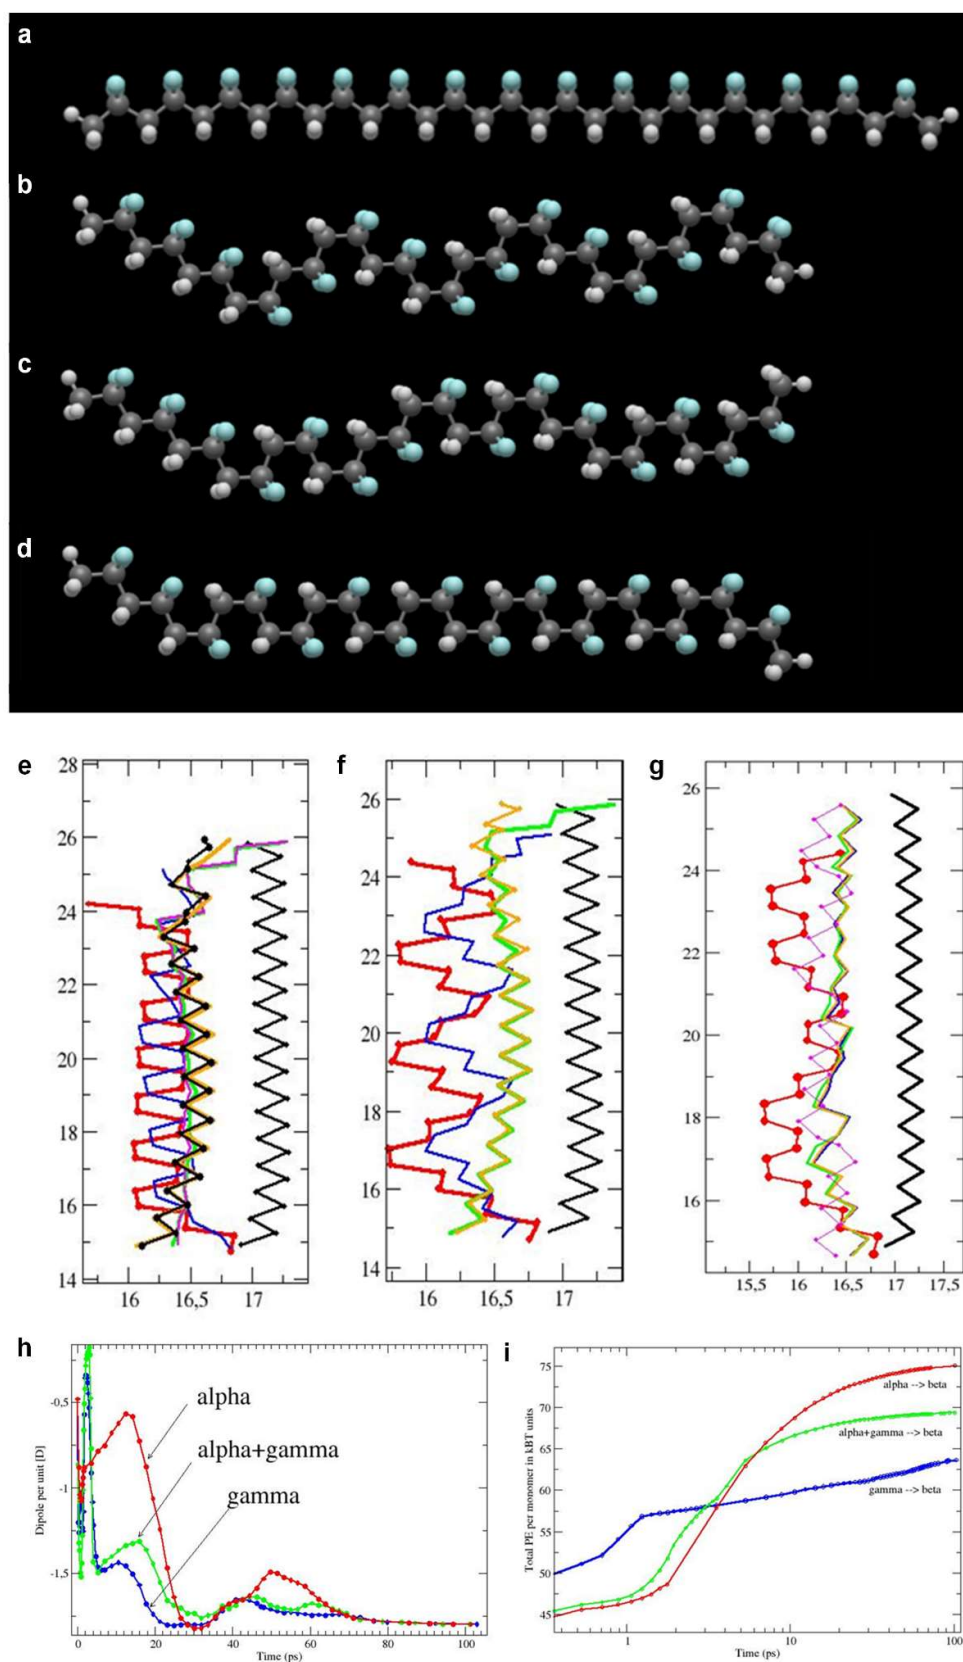 a
b
c
d
e
f
g
28
26
24
22
20
18
16
14
16
16,5
17
26
24
22
20
18
16
14
16
16,5
17
26
24
22
20
18
16
15,5
16
16,5
17
17,5
h
-0,5
-1
-1,5
Dipole per unit [D]
alpha
alpha+gamma
gamma
0
20
40
60
80
100
Time (ps)
i
75
70
65
60
55
50
45
Total PE per monomer in kBT units
alpha --> beta
alpha+gamma --> beta
gamma --> beta
1
10
100
Time (ps)